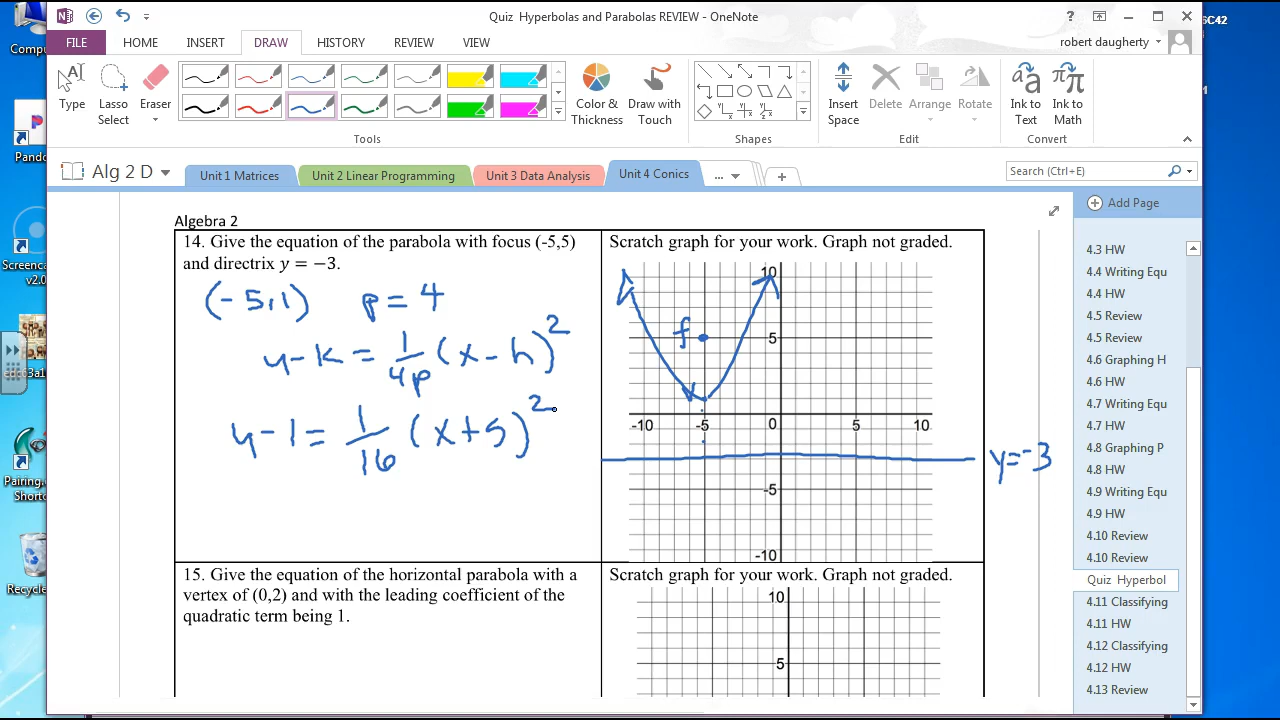 Compu
6C42
Quiz Hyperbolas and Parabolas REVIEW - OneNote
?
FILE HOME INSERT DRAW HISTORY REVIEW VIEW
robert daugherty
Type
Lasso Select
Eraser
Color & Thickness
Draw with Touch
Insert Space
Delete
Arrange
Rotate
Ink to Text
Ink to Math
Tools
Shapes
Edit
Convert
Pando
Alg 2 D
Unit 1 Matrices
Unit 2 Linear Programming
Unit 3 Data Analysis
Unit 4 Conics
...
Search (Ctrl+E)
Add Page
Algebra 2
14. Give the equation of the parabola with focus (-5,5)
and directrix y = −3.
(-5,1) p = 4
y-k = 1/4p (x-h)^2
y-1 = 1/16 (x+5)^2
Scratch graph for your work. Graph not graded.
10
f
5
-10 -5 0 5 10
y=-3
-5
-10
15. Give the equation of the horizontal parabola with a
vertex of (0,2) and with the leading coefficient of the
quadratic term being 1.
Scratch graph for your work. Graph not graded.
10
5
4.3 HW
4.4 Writing Equ
4.4 HW
4.5 Review
4.5 Review
4.6 Graphing H
4.6 HW
4.7 Writing Equ
4.7 HW
4.8 Graphing P
4.8 HW
4.9 Writing Equ
4.9 HW
4.10 Review
4.10 Review
Quiz Hyperbol
4.11 Classifying
4.11 HW
4.12 Classifying
4.12 HW
4.13 Review
Screenca
v2.0
Pairing.
Shortc
Recycle